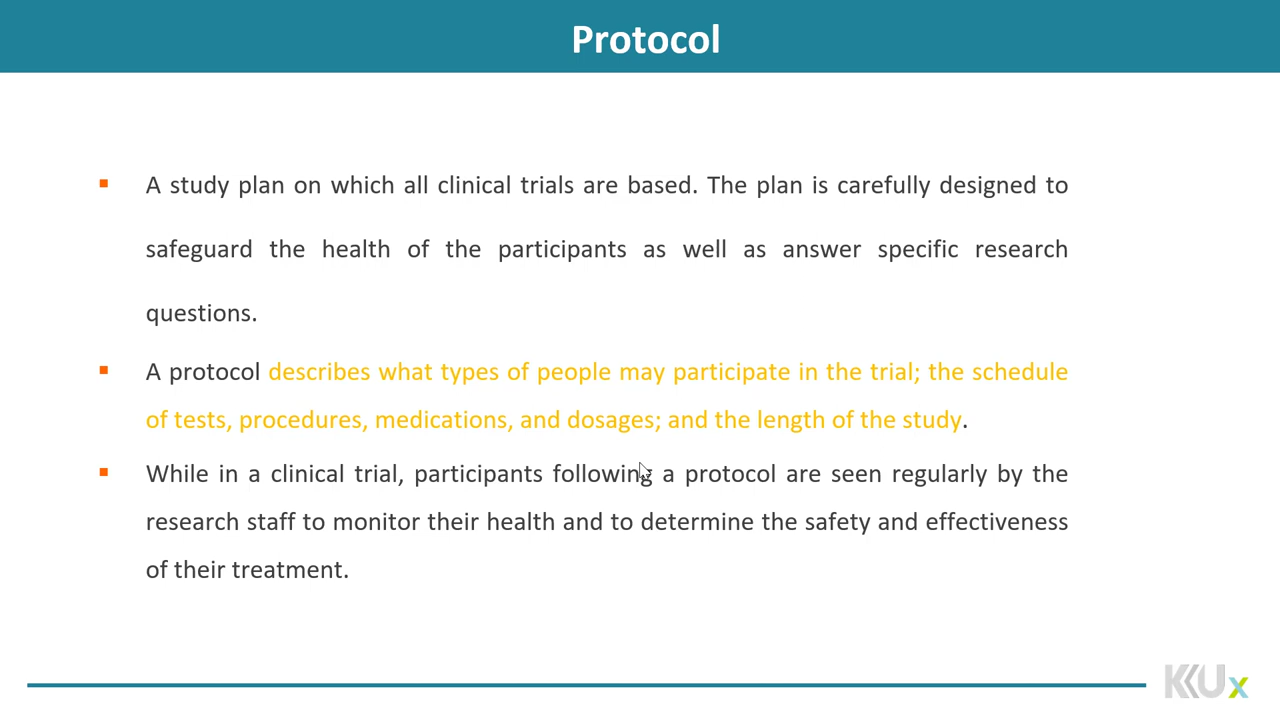 Protocol
A study plan on which all clinical trials are based. The plan is carefully designed to
safeguard the health of the participants as well as answer specific research
questions.
A protocol describes what types of people may participate in the trial; the schedule
of tests, procedures, medications, and dosages; and the length of the study.
While in a clinical trial, participants following a protocol are seen regularly by the
research staff to monitor their health and to determine the safety and effectiveness
of their treatment.
KKUx